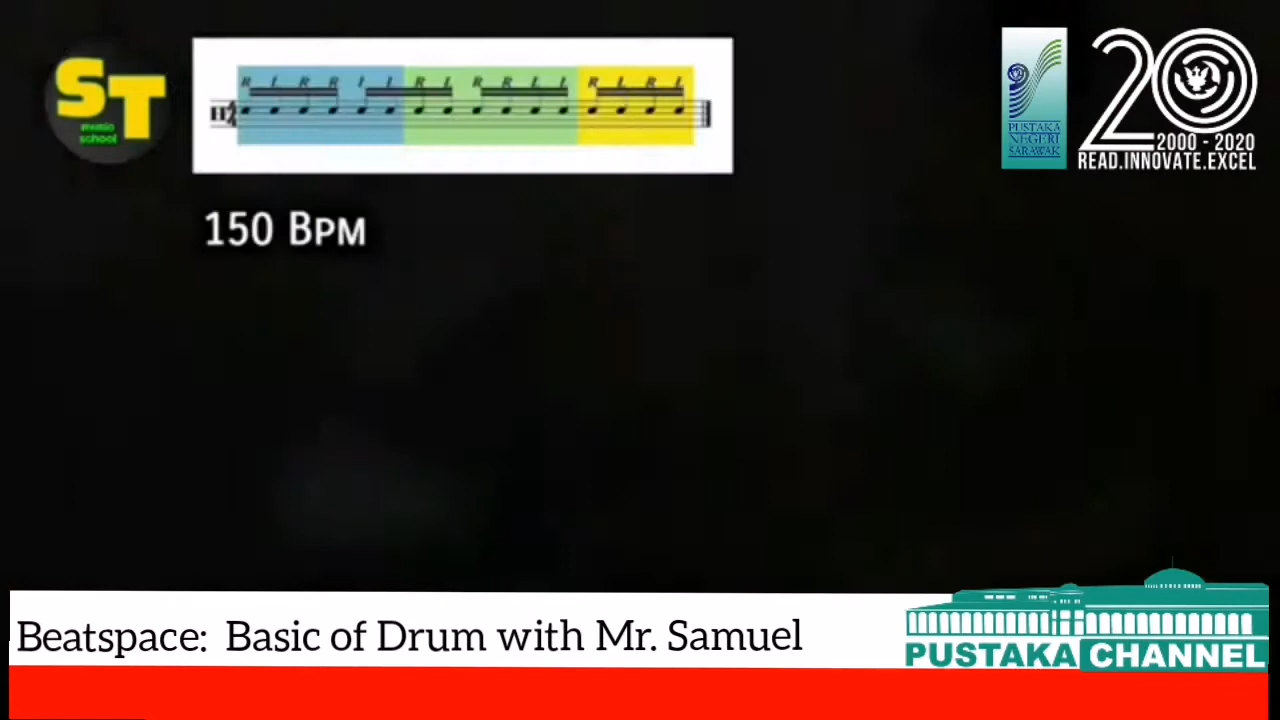 ST
music
school
R L R R L L R L R R L L R L R L
150 BPM
PUSTAKA
NEGERI
SARAWAK
20
2000 - 2020
READ.INNOVATE.EXCEL
Beatspace: Basic of Drum with Mr. Samuel
PUSTAKA CHANNEL